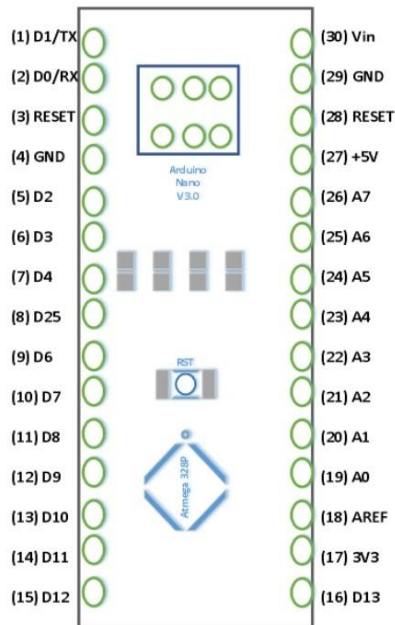 (1) D1/TX
(2) D0/RX
(3) RESET
(4) GND
(5) D2
(6) D3
(7) D4
(8) D25
(9) D6
(10) D7
(11) D8
(12) D9
(13) D10
(14) D11
(15) D12
Arduino
Nano
V3.0
RST
Atmega 328P
(30) Vin
(29) GND
(28) RESET
(27) +5V
(26) A7
(25) A6
(24) A5
(23) A4
(22) A3
(21) A2
(20) A1
(19) A0
(18) AREF
(17) 3V3
(16) D13